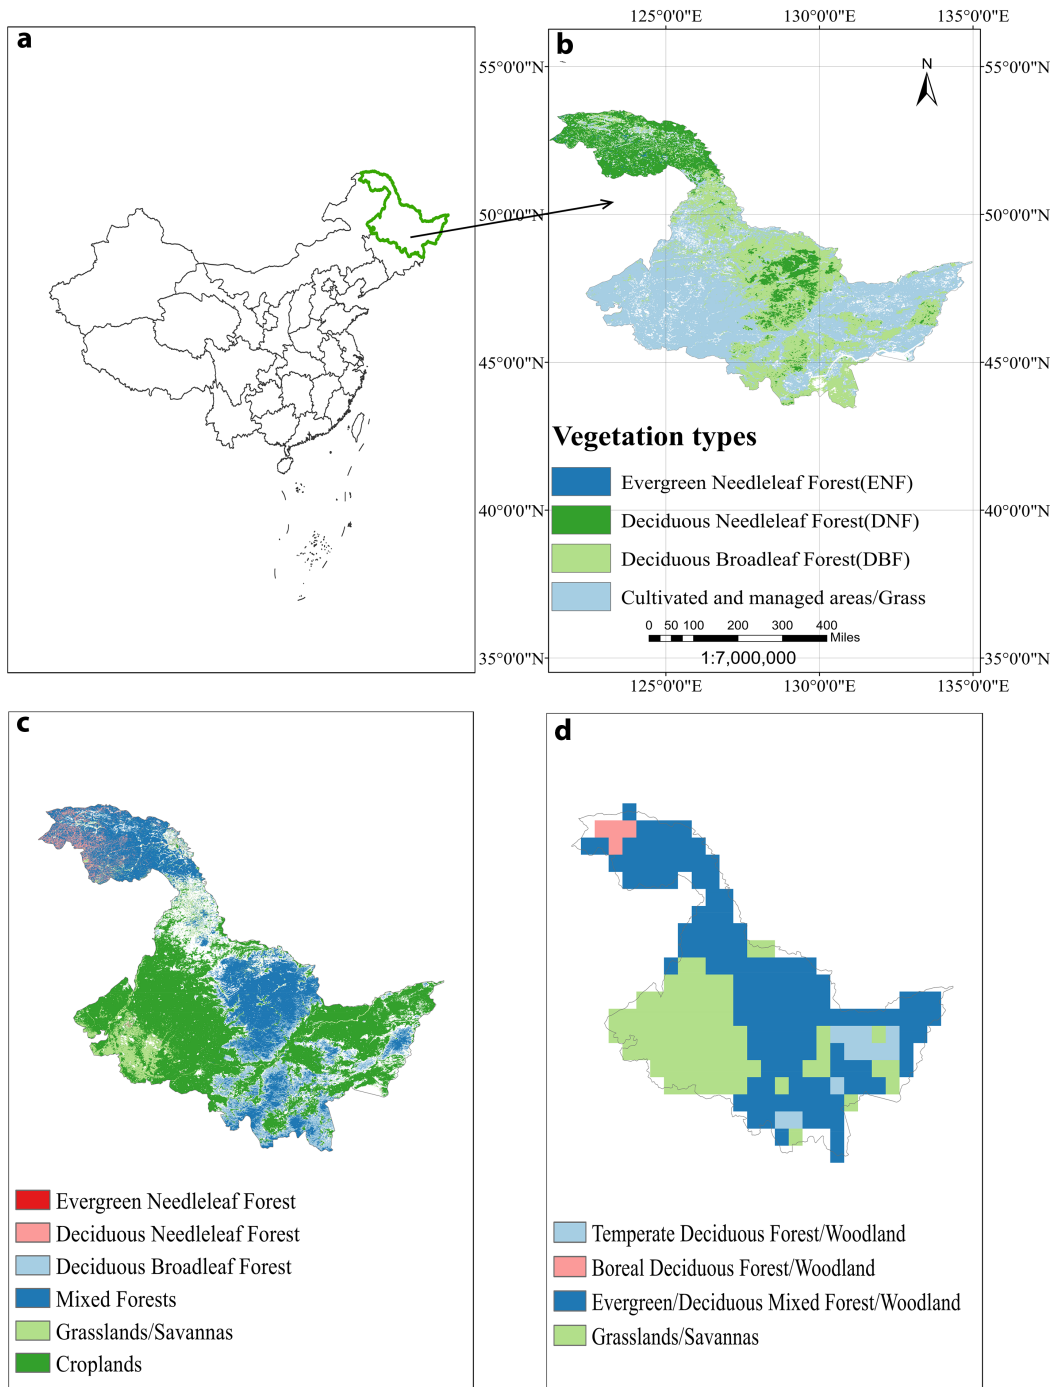 a
125°0'0"E 130°0'0"E 135°0'0"E
b
N
55°0'0"N 55°0'0"N
50°0'0"N 50°0'0"N
45°0'0"N 45°0'0"N
40°0'0"N 40°0'0"N
35°0'0"N 35°0'0"N
Vegetation types
Evergreen Needleleaf Forest(ENF)
Deciduous Needleleaf Forest(DNF)
Deciduous Broadleaf Forest(DBF)
Cultivated and managed areas/Grass
0 50 100 200 300 400
Miles
1:7,000,000
125°0'0"E 130°0'0"E 135°0'0"E
c
Evergreen Needleleaf Forest
Deciduous Needleleaf Forest
Deciduous Broadleaf Forest
Mixed Forests
Grasslands/Savannas
Croplands
d
Temperate Deciduous Forest/Woodland
Boreal Deciduous Forest/Woodland
Evergreen/Deciduous Mixed Forest/Woodland
Grasslands/Savannas